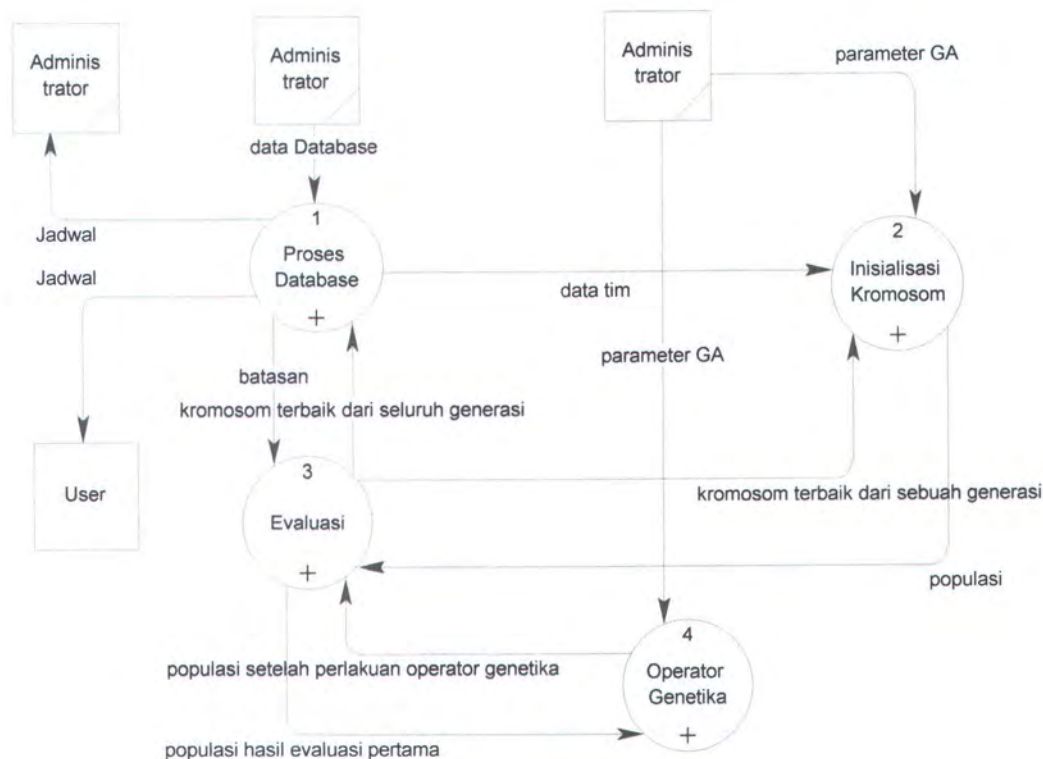 Adminis
trator
Adminis
trator
Adminis
trator
parameter GA
data Database
Jadwal
1
Proses
Database
+
2
Inisialisasi
Kromosom
+
Jadwal
data tim
parameter GA
batasan
kromosom terbaik dari seluruh generasi
User
3
Evaluasi
+
kromosom terbaik dari sebuah generasi
populasi
4
Operator
Genetika
+
populasi setelah perlakuan operator genetika
populasi hasil evaluasi pertama